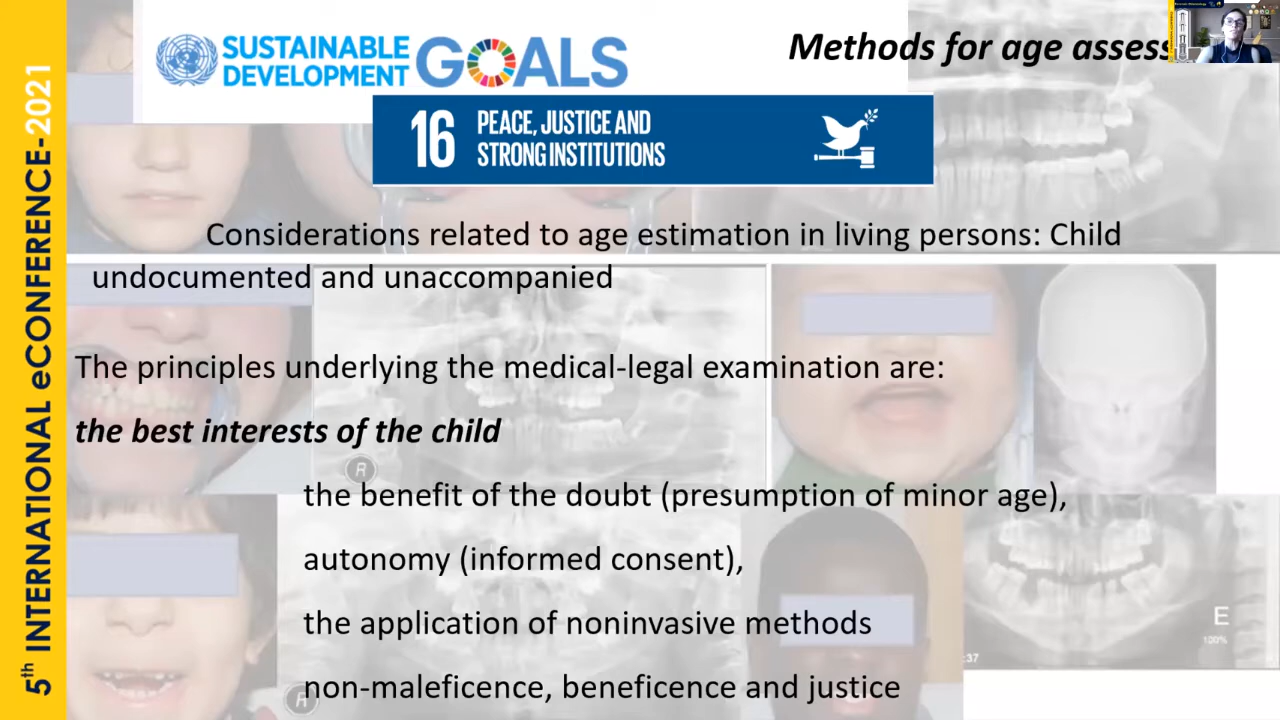 5th INTERNATIONAL eCONFERENCE-2021
SUSTAINABLE
DEVELOPMENT
GOALS
Methods for age assess
16
PEACE, JUSTICE AND
STRONG INSTITUTIONS
Considerations related to age estimation in living persons: Child
undocumented and unaccompanied
The principles underlying the medical-legal examination are:
the best interests of the child
R
the benefit of the doubt (presumption of minor age),
autonomy (informed consent),
the application of noninvasive methods
E
100%
:37
R
non-maleficence, beneficence and justice